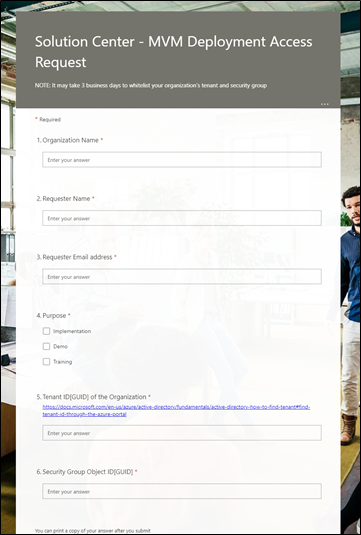 Solution Center - MVM Deployment Access
Request
NOTE: It may take 3 business days to whitelist your organization's tenant and security group
...
* Required
1. Organization Name *
Enter your answer
2. Requester Name *
Enter your answer
3. Requester Email address *
Enter your answer
4. Purpose *
Implementation
Demo
Training
5. Tenant ID[GUID] of the Organization *
https://docs.microsoft.com/en-us/azure/active-directory/fundamentals/active-directory-how-to-find-tenant#find-
tenant-id-through-the-azure-portal
Enter your answer
6. Security Group Object ID[GUID] *
Enter your answer
You can print a copy of your answer after you submit